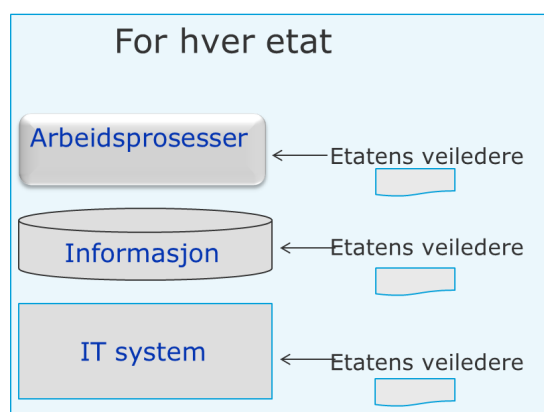 For hver etat
Arbeidsprosesser
Etatens veiledere
Informasjon
Etatens veiledere
IT system
Etatens veiledere